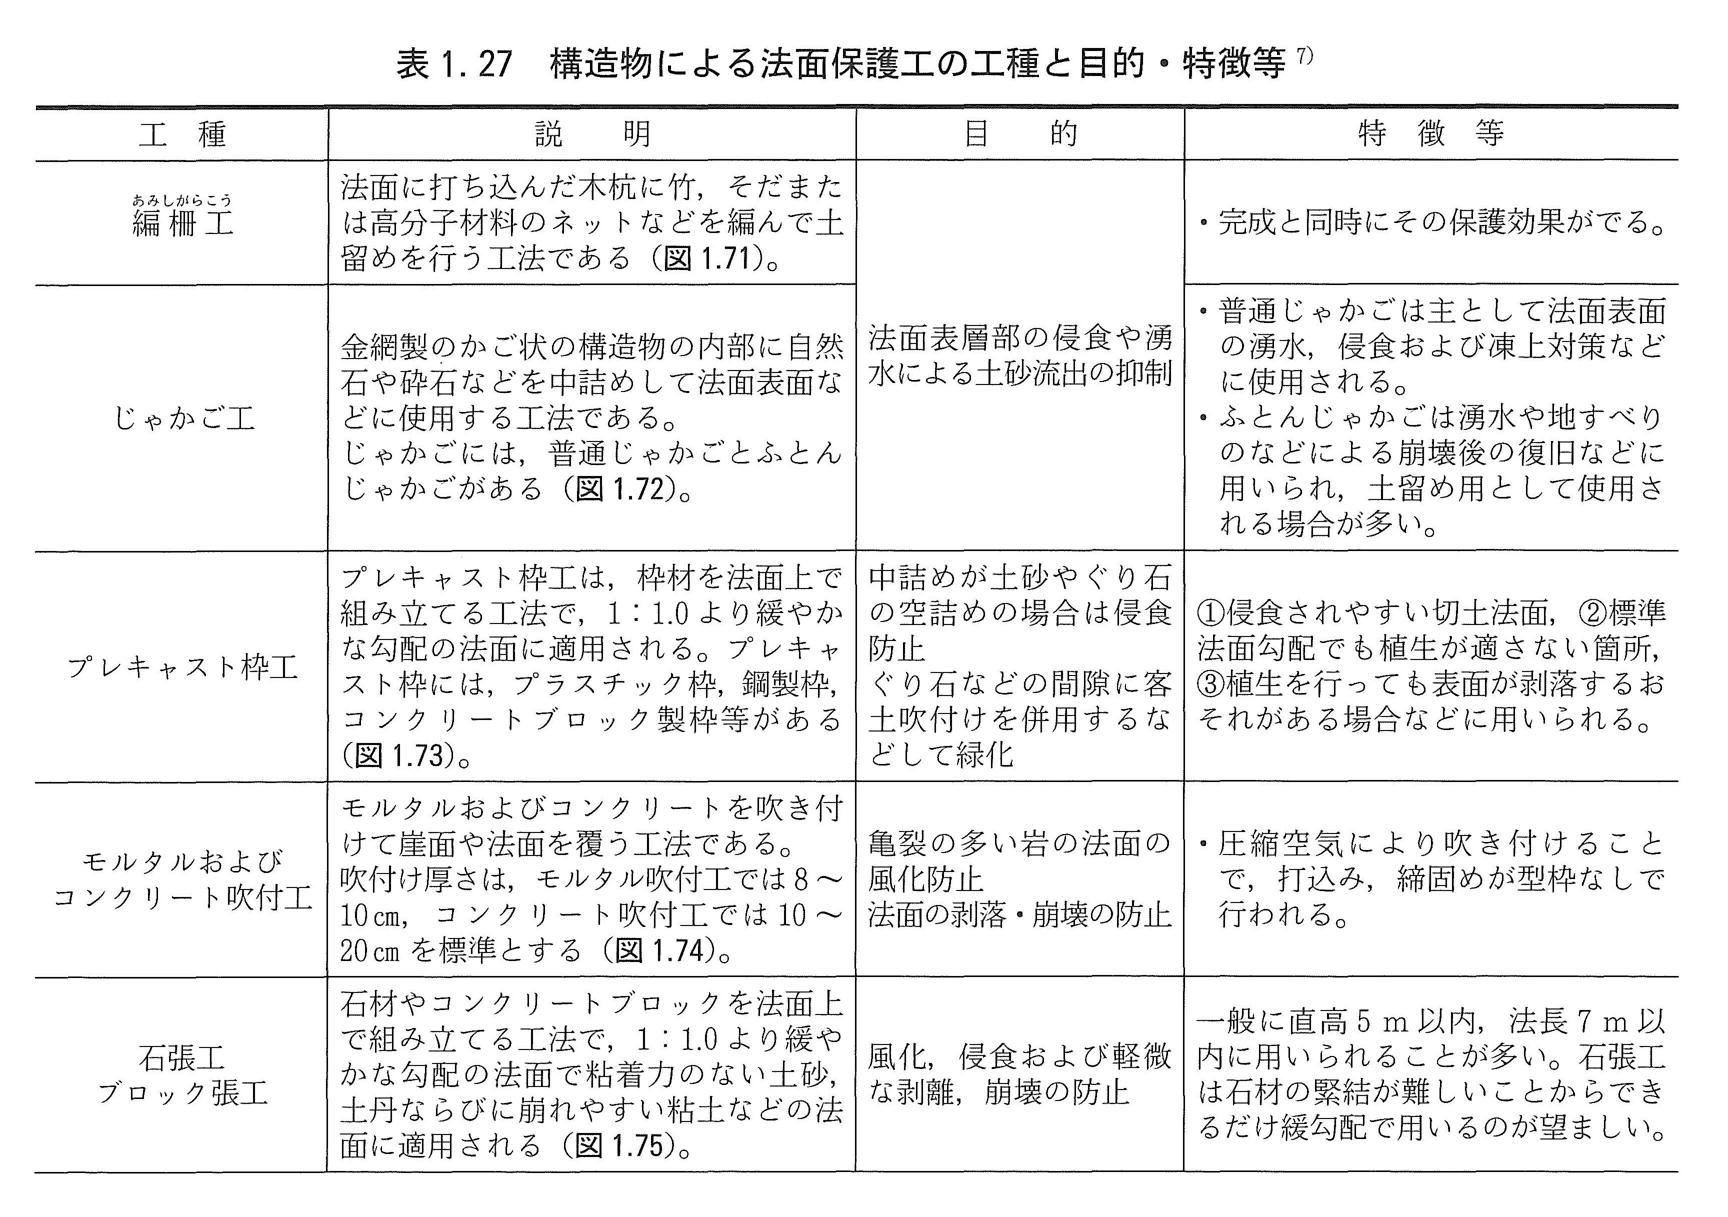 表1.27 構造物による法面保護工の工種と目的・特徴等 7)
工種
説明
目的
特徴等
あみしがらこう
編柵工
法面に打ち込んだ木杭に竹，そだまた
は高分子材料のネットなどを編んで土
留めを行う工法である（図1.71）。
法面表層部の侵食や湧
水による土砂流出の抑制
・完成と同時にその保護効果がでる。
じゃかご工
金網製のかご状の構造物の内部に自然
石や砕石などを中詰めして法面表面な
どに使用する工法である。
じゃかごには，普通じゃかごとふとん
じゃかごがある（図1.72）。
・普通じゃかごは主として法面表面
の湧水，侵食および凍上対策など
に使用される。
・ふとんじゃかごは湧水や地すべり
のなどによる崩壊後の復旧などに
用いられ，土留め用として使用さ
れる場合が多い。
プレキャスト枠工
プレキャスト枠工は，枠材を法面上で
組み立てる工法で，1：1.0より緩やか
な勾配の法面に適用される。プレキャ
スト枠には，プラスチック枠，鋼製枠，
コンクリートブロック製枠等がある
（図1.73）。
中詰めが土砂やぐり石
の空詰めの場合は侵食
防止
ぐり石などの間隙に客
土吹付けを併用するな
どして緑化
①侵食されやすい切土法面，②標準
法面勾配でも植生が適さない箇所，
③植生を行っても表面が剥落するお
それがある場合などに用いられる。
モルタルおよび
コンクリート吹付工
モルタルおよびコンクリートを吹き付
けて崖面や法面を覆う工法である。
吹付け厚さは，モルタル吹付工では8～
10cm，コンクリート吹付工では10～
20cmを標準とする（図1.74）。
亀裂の多い岩の法面の
風化防止
法面の剥落・崩壊の防止
・圧縮空気により吹き付けること
で，打込み，締固めが型枠なしで
行われる。
石張工
ブロック張工
石材やコンクリートブロックを法面上
で組み立てる工法で，1：1.0より緩や
かな勾配の法面で粘着力のない土砂，
土丹ならびに崩れやすい粘土などの法
面に適用される（図1.75）。
風化，侵食および軽微
な剥離，崩壊の防止
一般に直高5m以内，法長7m以
内に用いられることが多い。石張工
は石材の緊結が難しいことからでき
るだけ緩勾配で用いるのが望ましい。